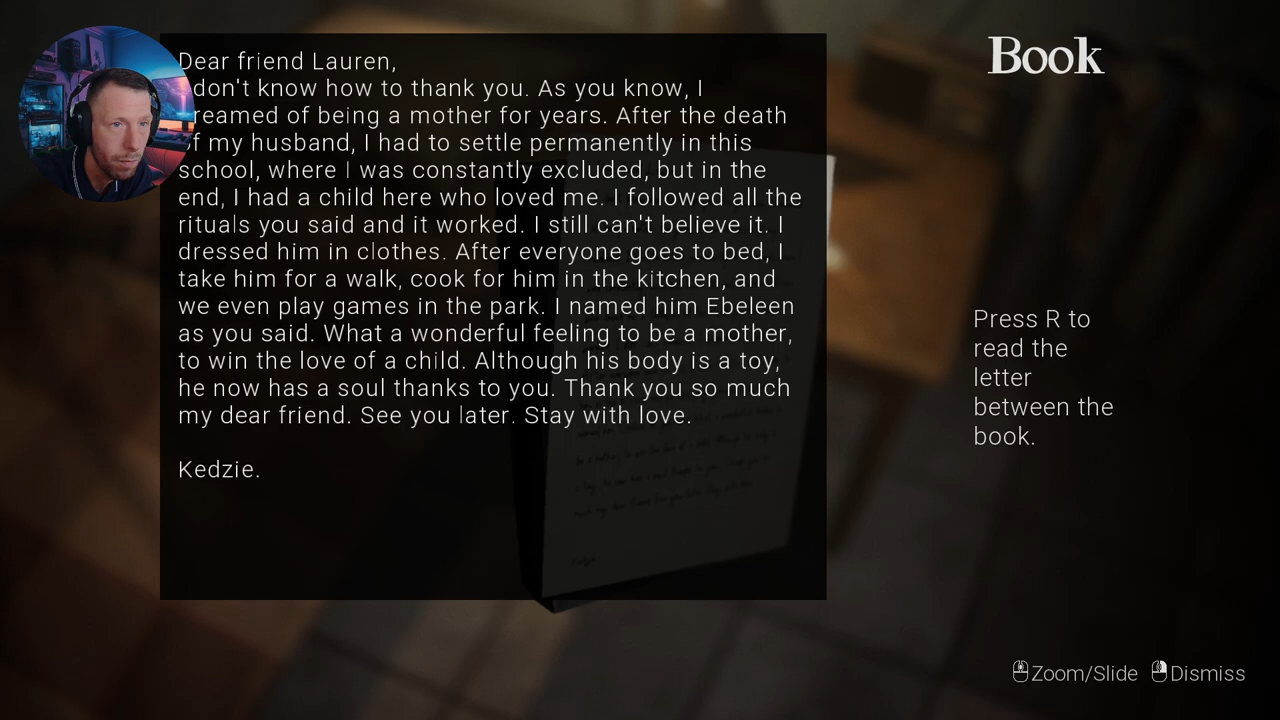 Dear friend Lauren,
don't know how to thank you. As you know, I
reamed of being a mother for years. After the death
of my husband, I had to settle permanently in this
school, where I was constantly excluded, but in the
end, I had a child here who loved me. I followed all the
rituals you said and it worked. I still can't believe it. I
dressed him in clothes. After everyone goes to bed, I
take him for a walk, cook for him in the kitchen, and
we even play games in the park. I named him Ebeleen
as you said. What a wonderful feeling to be a mother,
to win the love of a child. Although his body is a toy,
he now has a soul thanks to you. Thank you so much
my dear friend. See you later. Stay with love.
Kedzie.
Book
Press R to
read the
letter
between the
book.
Zoom/Slide Dismiss